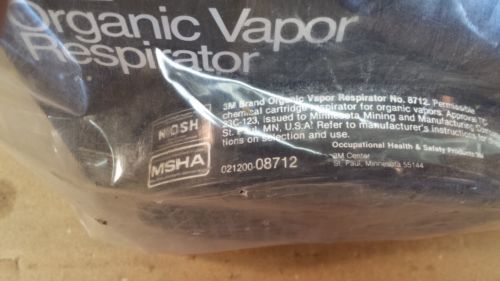 Organic Vapor
Respirator
3M Brand Organic Vapor Respirator No. 8712. Permissible
chemical cartridge respirator for organic vapors. Approval TC-
23C-123, issued to Minnesota Mining and Manufacturing
St. Paul, MN, U.S.A. Refer to manufacturer's instructions
tions on selection and use.
NIOSH
MSHA
Occupational Health & Safety Products
3M Center
St. Paul, Minnesota 55144
021200-08712